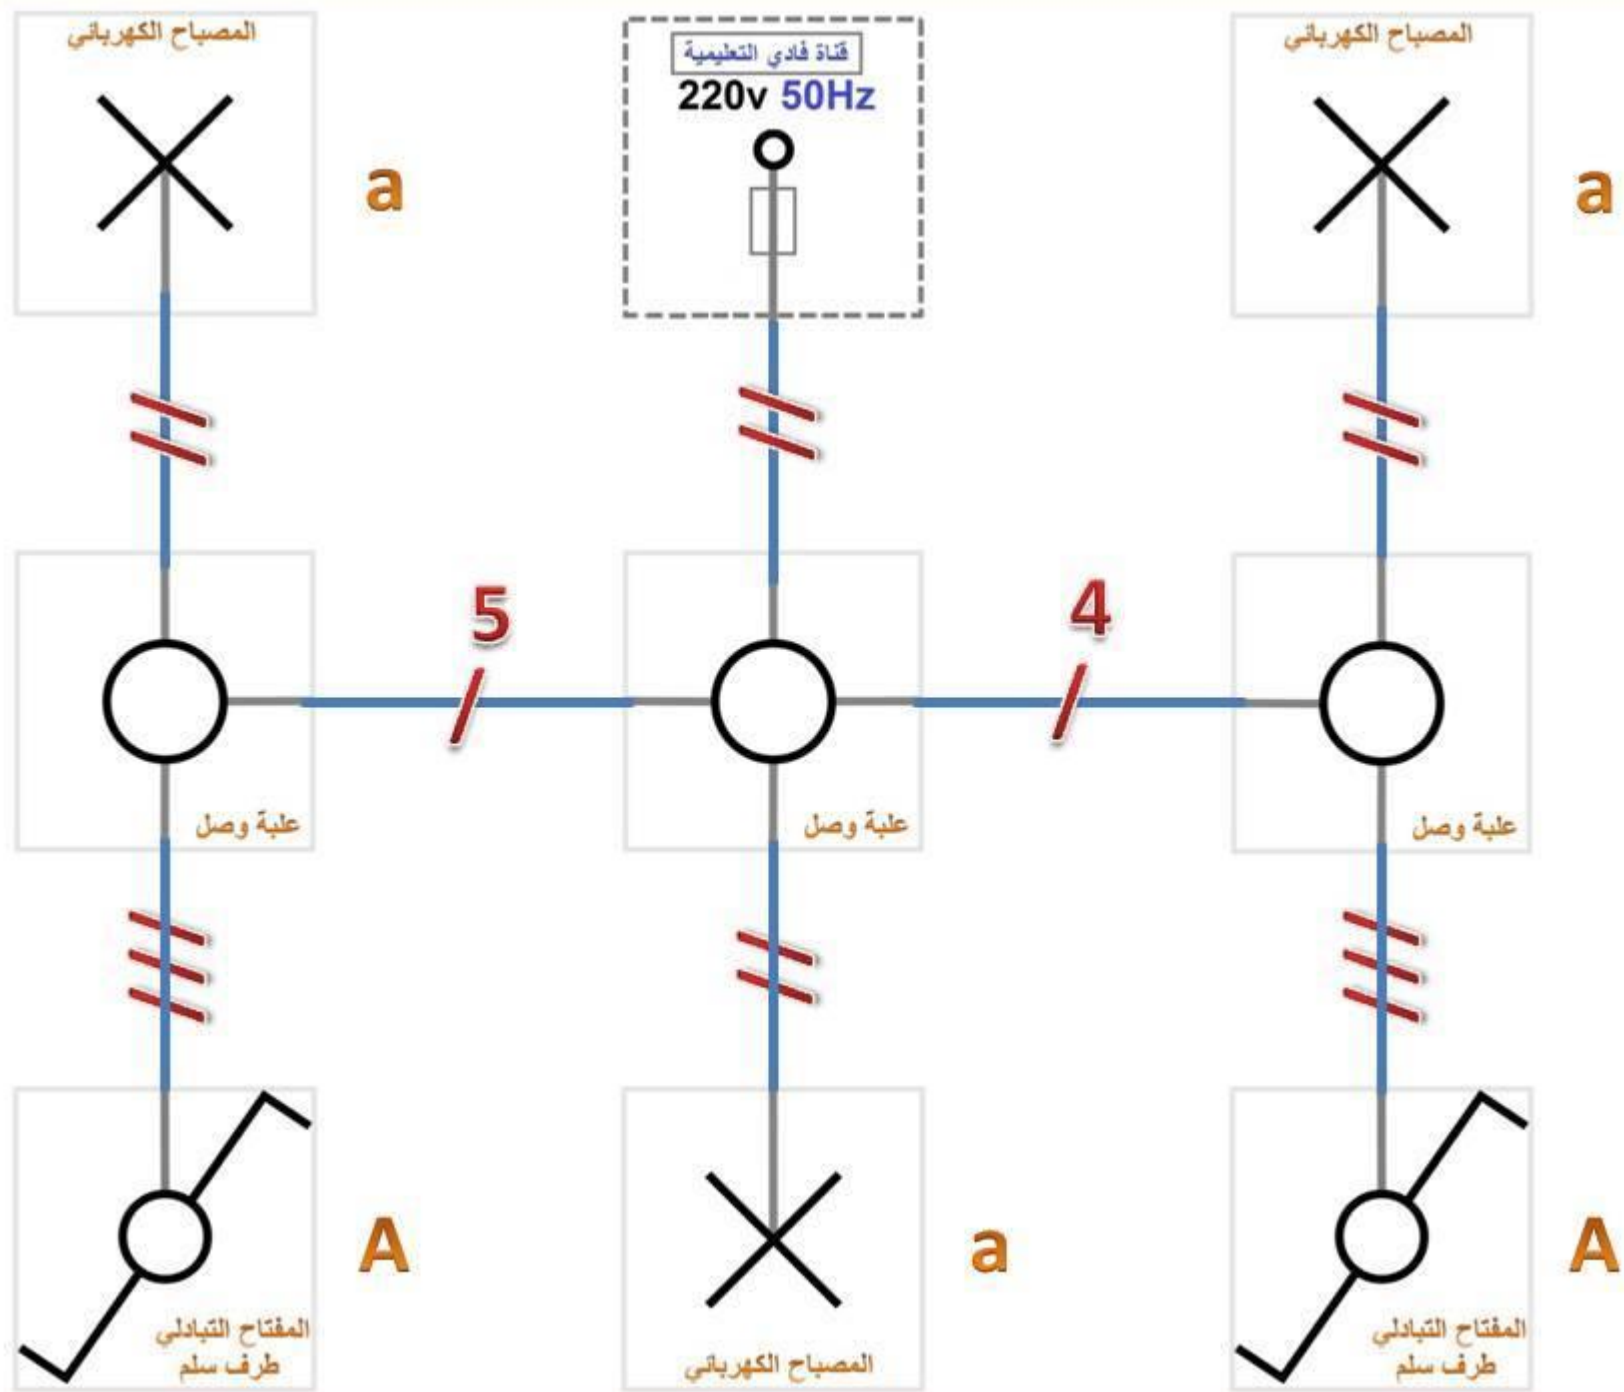 المصباح الكهربائي
a
قناة فادي التعليمية
220v 50Hz
المصباح الكهربائي
a
5
4
علبة وصل
علبة وصل
علبة وصل
A
المفتاح التبادلي
طرف سلم
a
المصباح الكهربائي
A
المفتاح التبادلي
طرف سلم